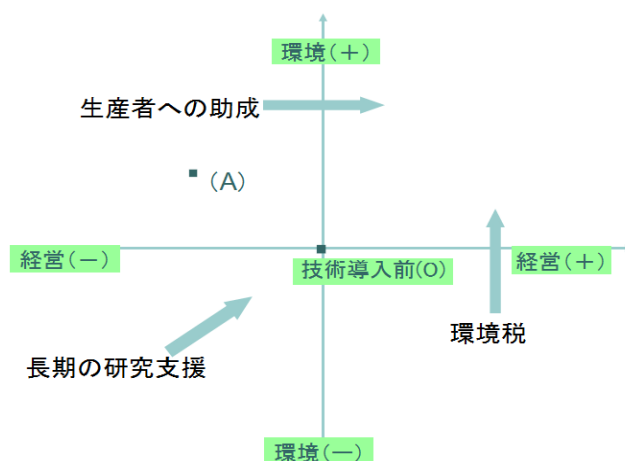 環境(＋)
生産者への助成
(A)
経営(－)
技術導入前(O)
経営(＋)
環境税
長期の研究支援
環境(－)